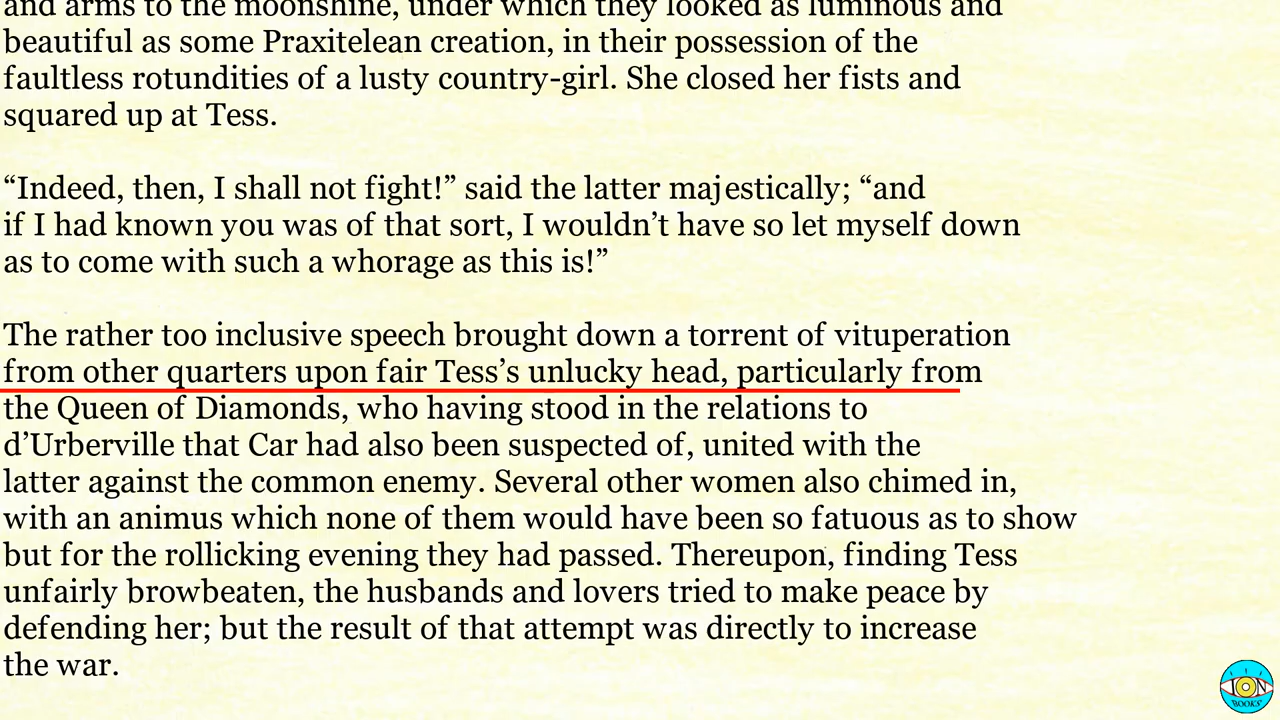 and arms to the moonshine, under which they looked as luminous and
beautiful as some Praxitelean creation, in their possession of the
faultless rotundities of a lusty country-girl. She closed her fists and
squared up at Tess.
“Indeed, then, I shall not fight!” said the latter majestically; “and
if I had known you was of that sort, I wouldn’t have so let myself down
as to come with such a whorage as this is!”
The rather too inclusive speech brought down a torrent of vituperation
from other quarters upon fair Tess’s unlucky head, particularly from
the Queen of Diamonds, who having stood in the relations to
d’Urberville that Car had also been suspected of, united with the
latter against the common enemy. Several other women also chimed in,
with an animus which none of them would have been so fatuous as to show
but for the rollicking evening they had passed. Thereupon, finding Tess
unfairly browbeaten, the husbands and lovers tried to make peace by
defending her; but the result of that attempt was directly to increase
the war.
ION
BOOKS